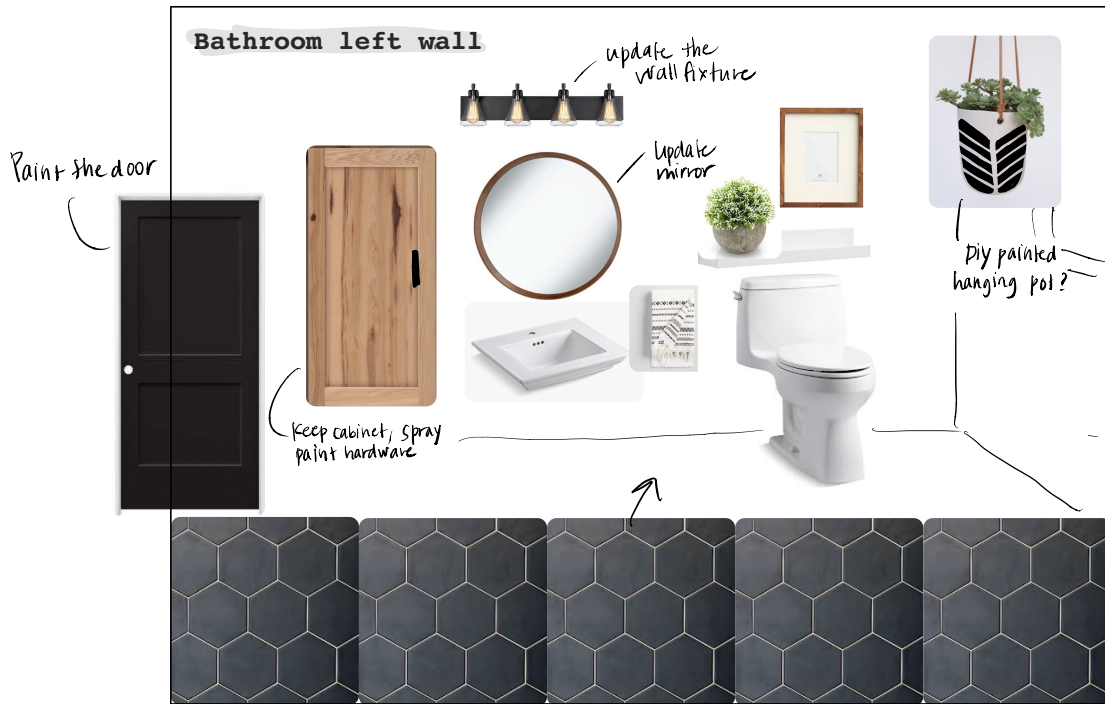 Bathroom left wall
update the
wall fixture
Paint the door
update
mirror
Diy painted
hanging pot?
Keep cabinet, spray
paint hardware